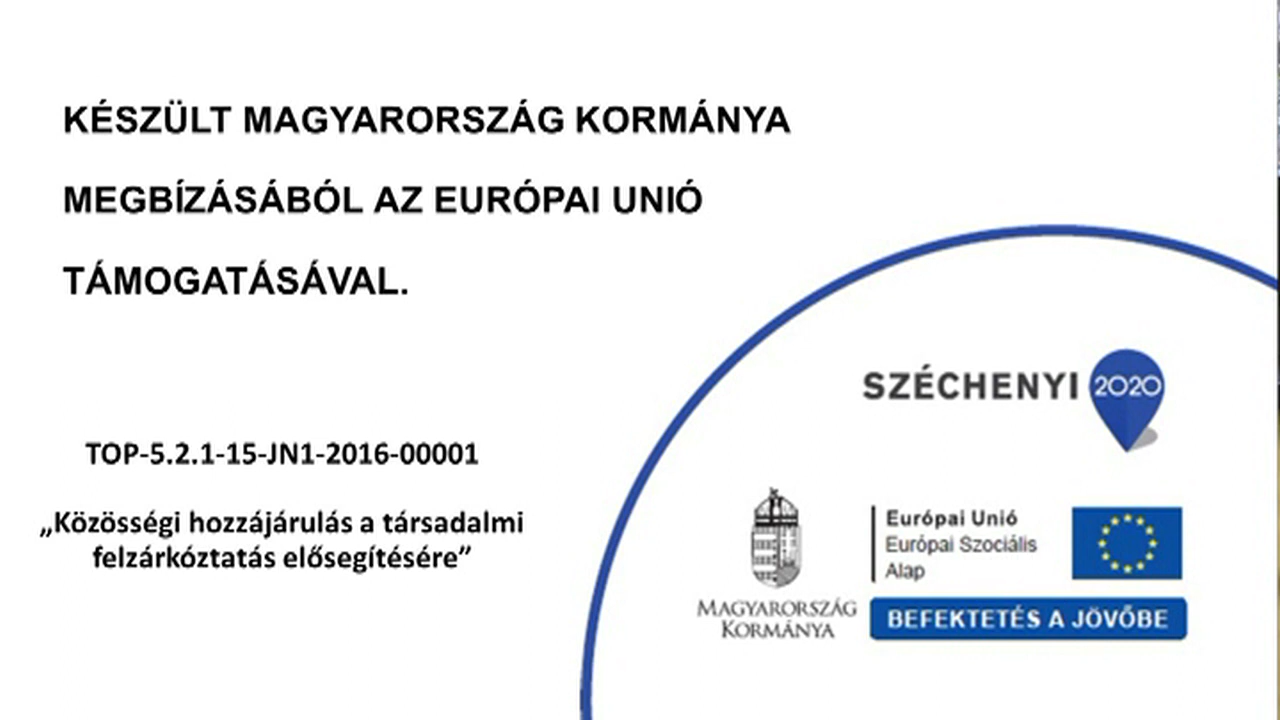 KÉSZÜLT MAGYARORSZÁG KORMÁNYA
MEGBÍZÁSÁBÓL AZ EURÓPAI UNIÓ
TÁMOGATÁSÁVAL.
TOP-5.2.1-15-JN1-2016-00001
„Közösségi hozzájárulás a társadalmi
felzárkóztatás elősegítésére”
SZÉCHENYI 2020
Európai Unió
Európai Szociális
Alap
MAGYARORSZÁG
KORMÁNYA
BEFEKTETÉS A JÖVŐBE